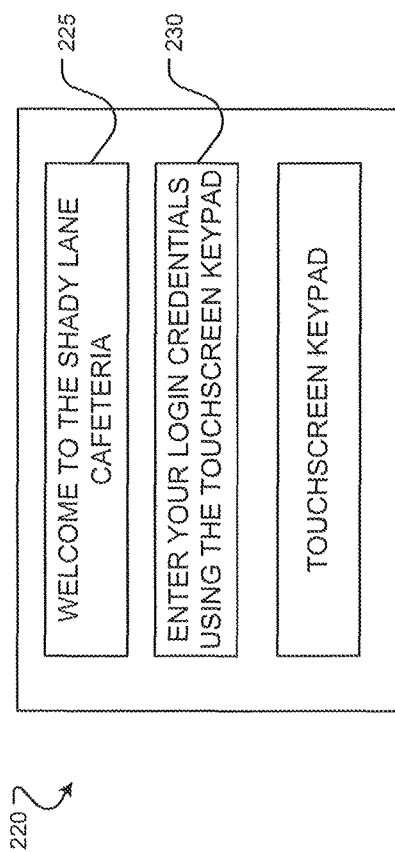 220
225
WELCOME TO THE SHADY LANE
CAFETERIA
230
ENTER YOUR LOGIN CREDENTIALS
USING THE TOUCHSCREEN KEYPAD
TOUCHSCREEN KEYPAD